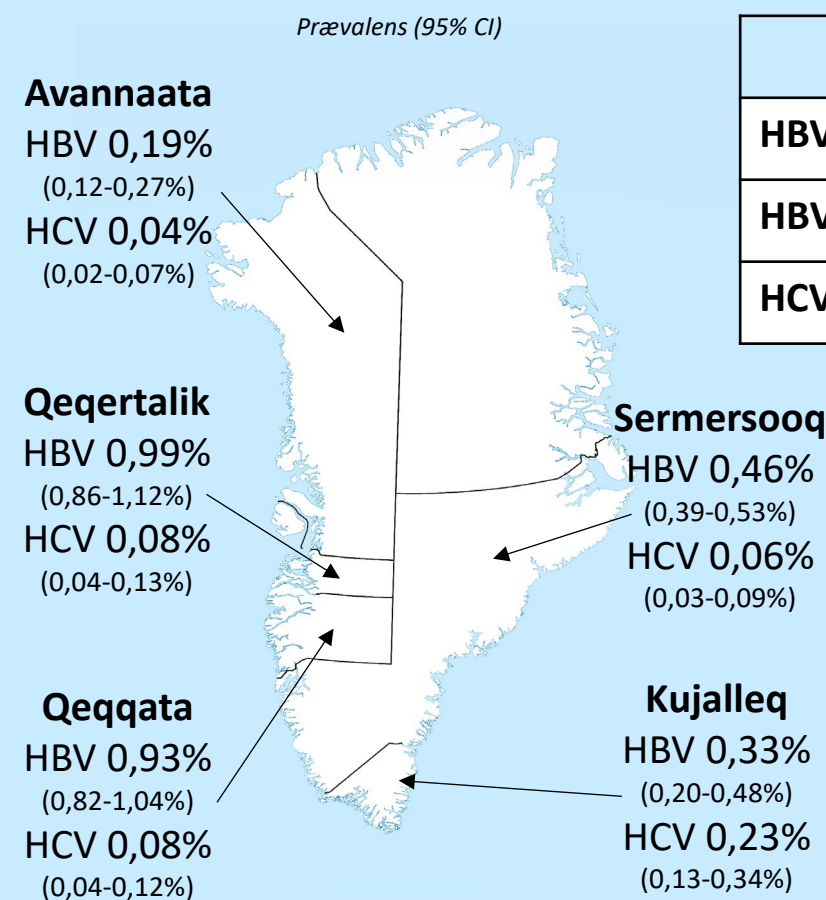 Prævalens (95% CI)
Avannaata
HBV 0,19%
(0,12-0,27%)
HCV 0,04%
(0,02-0,07%)
HBV
HBV
HCV
Qeqertalik
HBV 0,99%
(0,86-1,12%)
HCV 0,08%
(0,04-0,13%)
Sermersooq
HBV 0,46%
(0,39-0,53%)
HCV 0,06%
(0,03-0,09%)
Qeqqata
HBV 0,93%
(0,82-1,04%)
HCV 0,08%
(0,04-0,12%)
Kujalleq
HBV 0,33%
(0,20-0,48%)
HCV 0,23%
(0,13-0,34%)